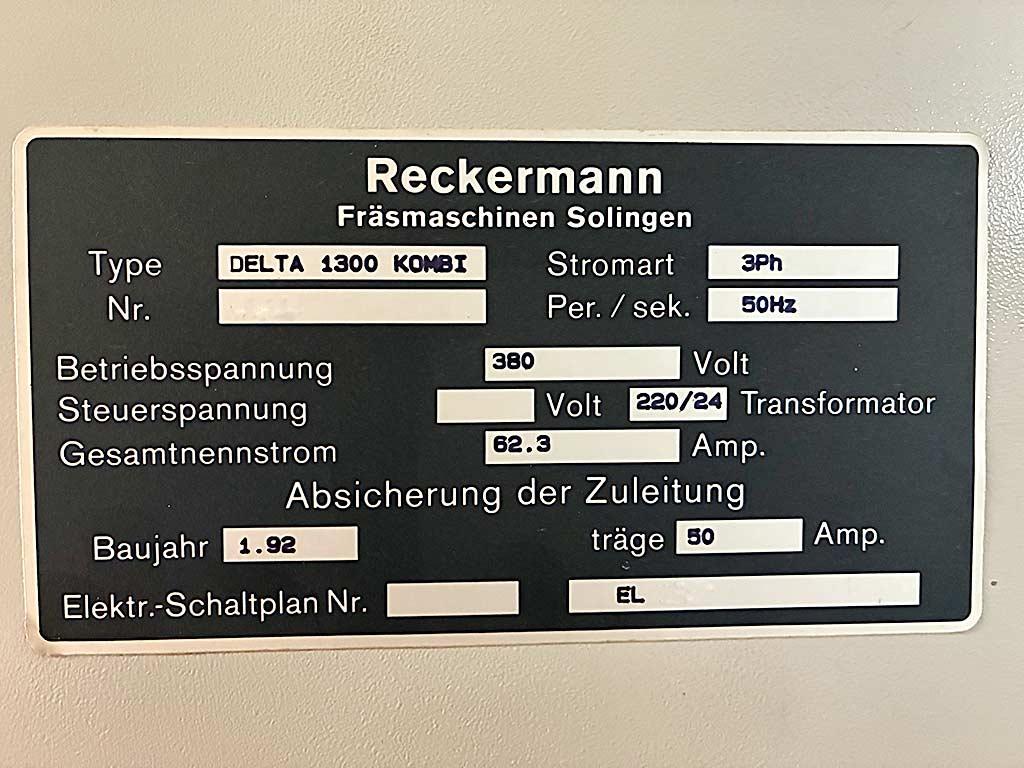 Reckermann
Fräsmaschinen Solingen
Type DELTA 1300 KOMBI Stromart 3Ph
Nr. Per. / sek. 50Hz
Betriebsspannung 380 Volt
Steuerspannung Volt 220/24 Transformator
Gesamtnennstrom 62.3 Amp.
Absicherung der Zuleitung
Baujahr 1.92 träge 50 Amp.
Elektr.-Schaltplan Nr. EL